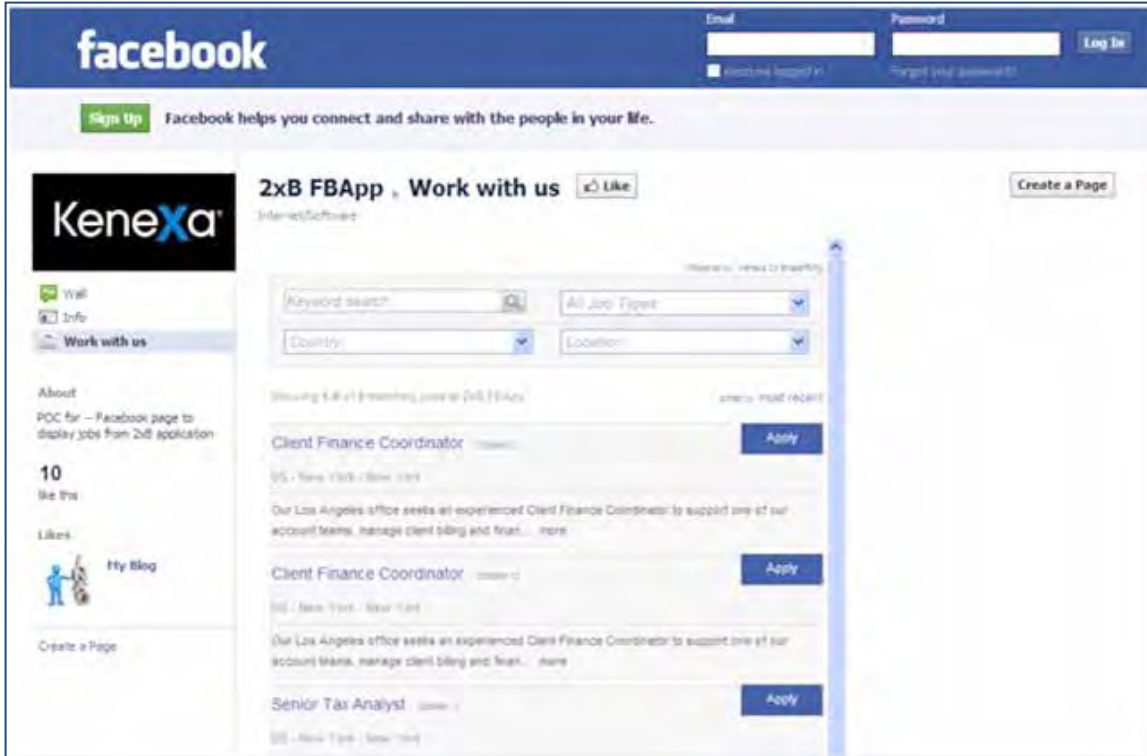 Email Password
facebook Log In
Keep me logged in Forgot your password?
Sign Up Facebook helps you connect and share with the people in your life.
Kenexa
2xB FBApp Work with us Like Create a Page
Internet/Software
Wall
Info
Work with us
Keyword search All Job Types
Country Location
About
POC for -- Facebook page to
display jobs from 2xB application
10
like this
Likes
My Blog
Create a Page
most recent
Client Finance Coordinator Apply
US - New York - New York
Our Los Angeles office seeks an experienced Client Finance Coordinator to support one of our
account teams, manage client billing and finan... more
Client Finance Coordinator Apply
US - New York - New York
Our Los Angeles office seeks an experienced Client Finance Coordinator to support one of our
account teams, manage client billing and finan... more
Senior Tax Analyst Apply
US - New York - New York